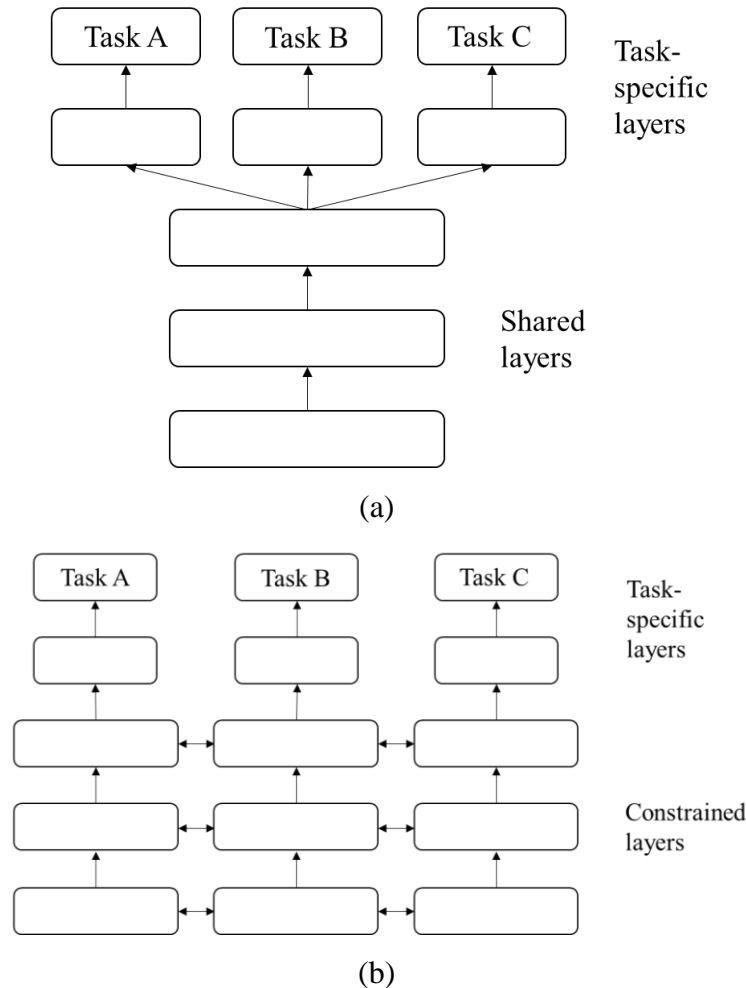 Task A
Task B
Task C
Task-
specific
layers
Shared
layers
(a)
Task A
Task B
Task C
Task-
specific
layers
Constrained
layers
(b)